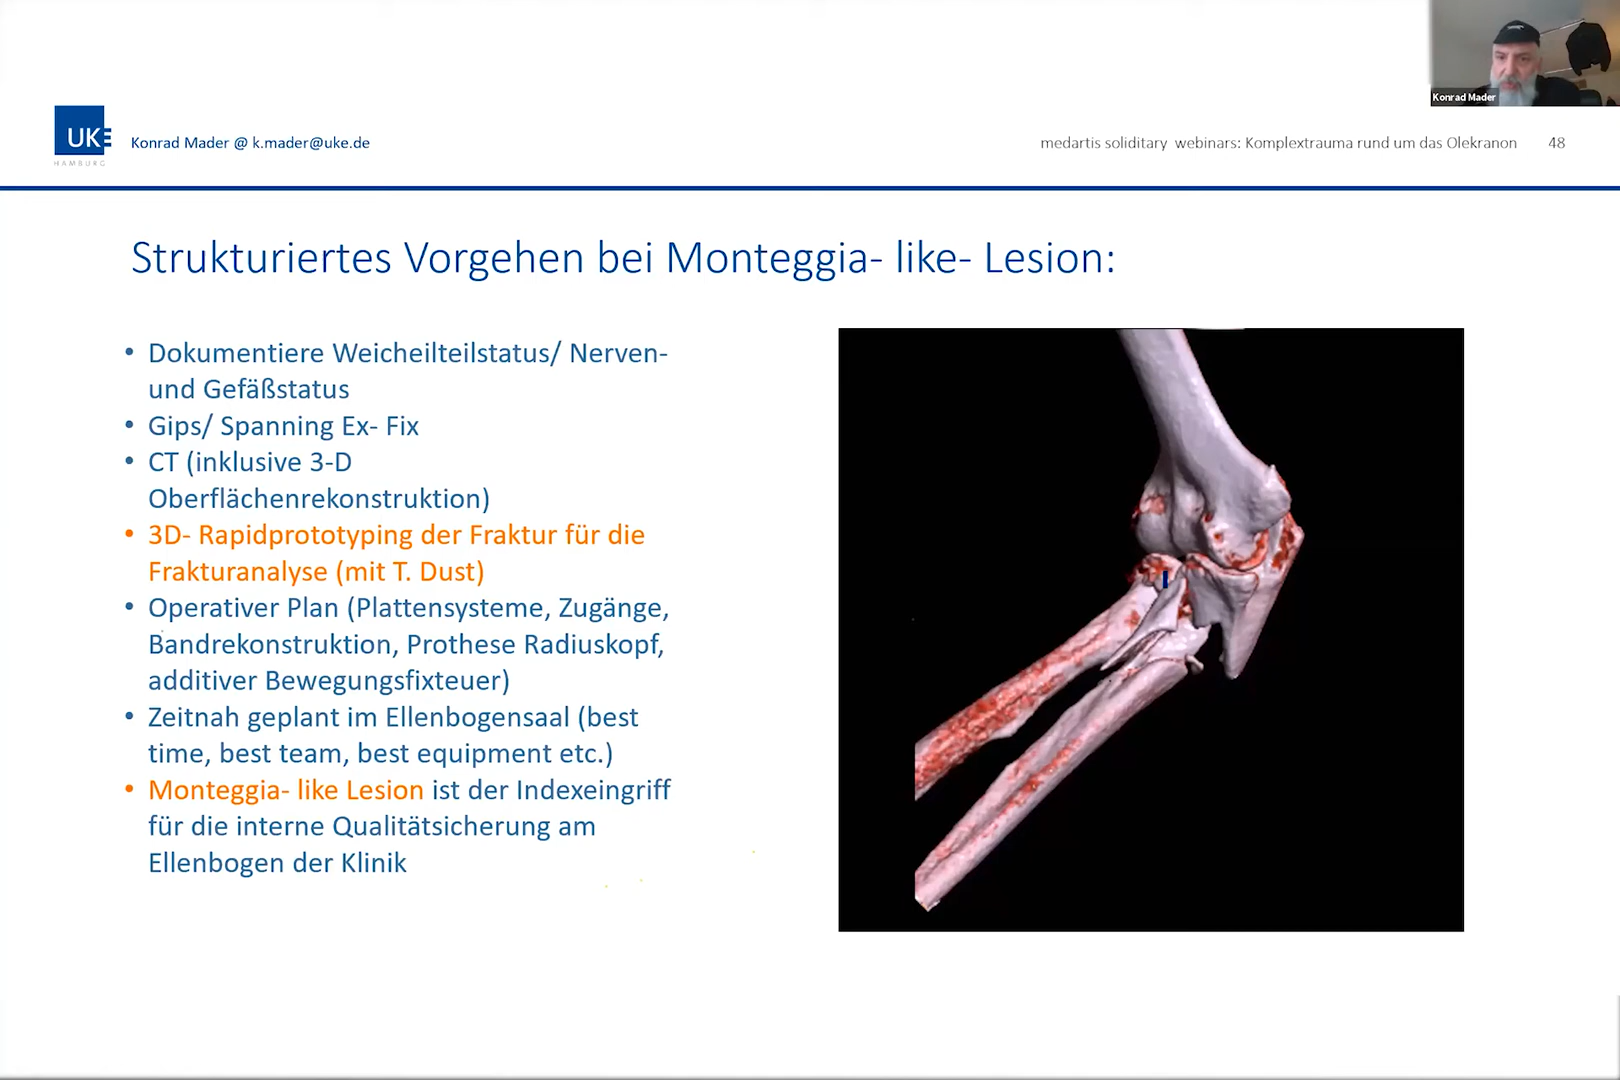 Konrad Mader
UKE
HAMBURG
Konrad Mader @ k.mader@uke.de
medartis soliditary webinars: Komplextrauma rund um das Olekranon 48
Strukturiertes Vorgehen bei Monteggia- like- Lesion:
• Dokumentiere Weicheilteilstatus/ Nerven-
und Gefäßstatus
• Gips/ Spanning Ex- Fix
• CT (inklusive 3-D
Oberflächenrekonstruktion)
• 3D- Rapidprototyping der Fraktur für die
Frakturanalyse (mit T. Dust)
• Operativer Plan (Plattensysteme, Zugänge,
Bandrekonstruktion, Prothese Radiuskopf,
additiver Bewegungsfixteuer)
• Zeitnah geplant im Ellenbogensaal (best
time, best team, best equipment etc.)
• Monteggia- like Lesion ist der Indexeingriff
für die interne Qualitätsicherung am
Ellenbogen der Klinik